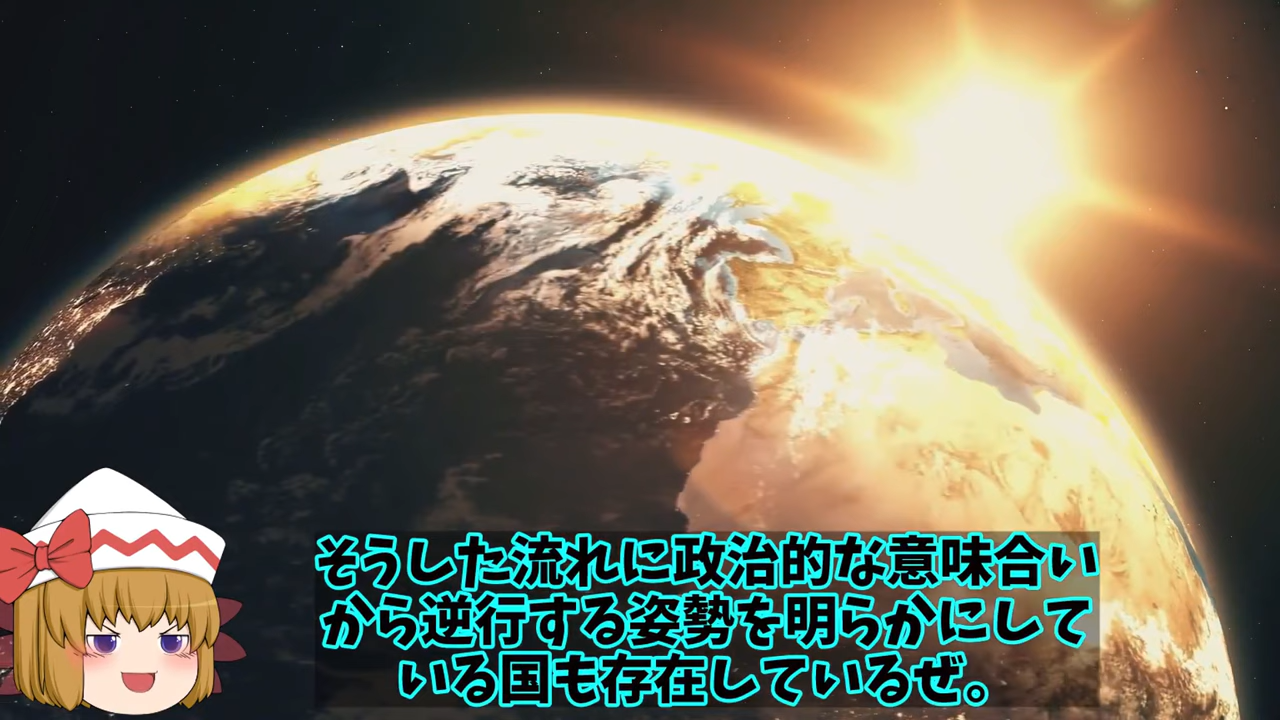 そうした流れに政治的な意味合い
から逆行する姿勢を明らかにして
いる国も存在しているぜ。